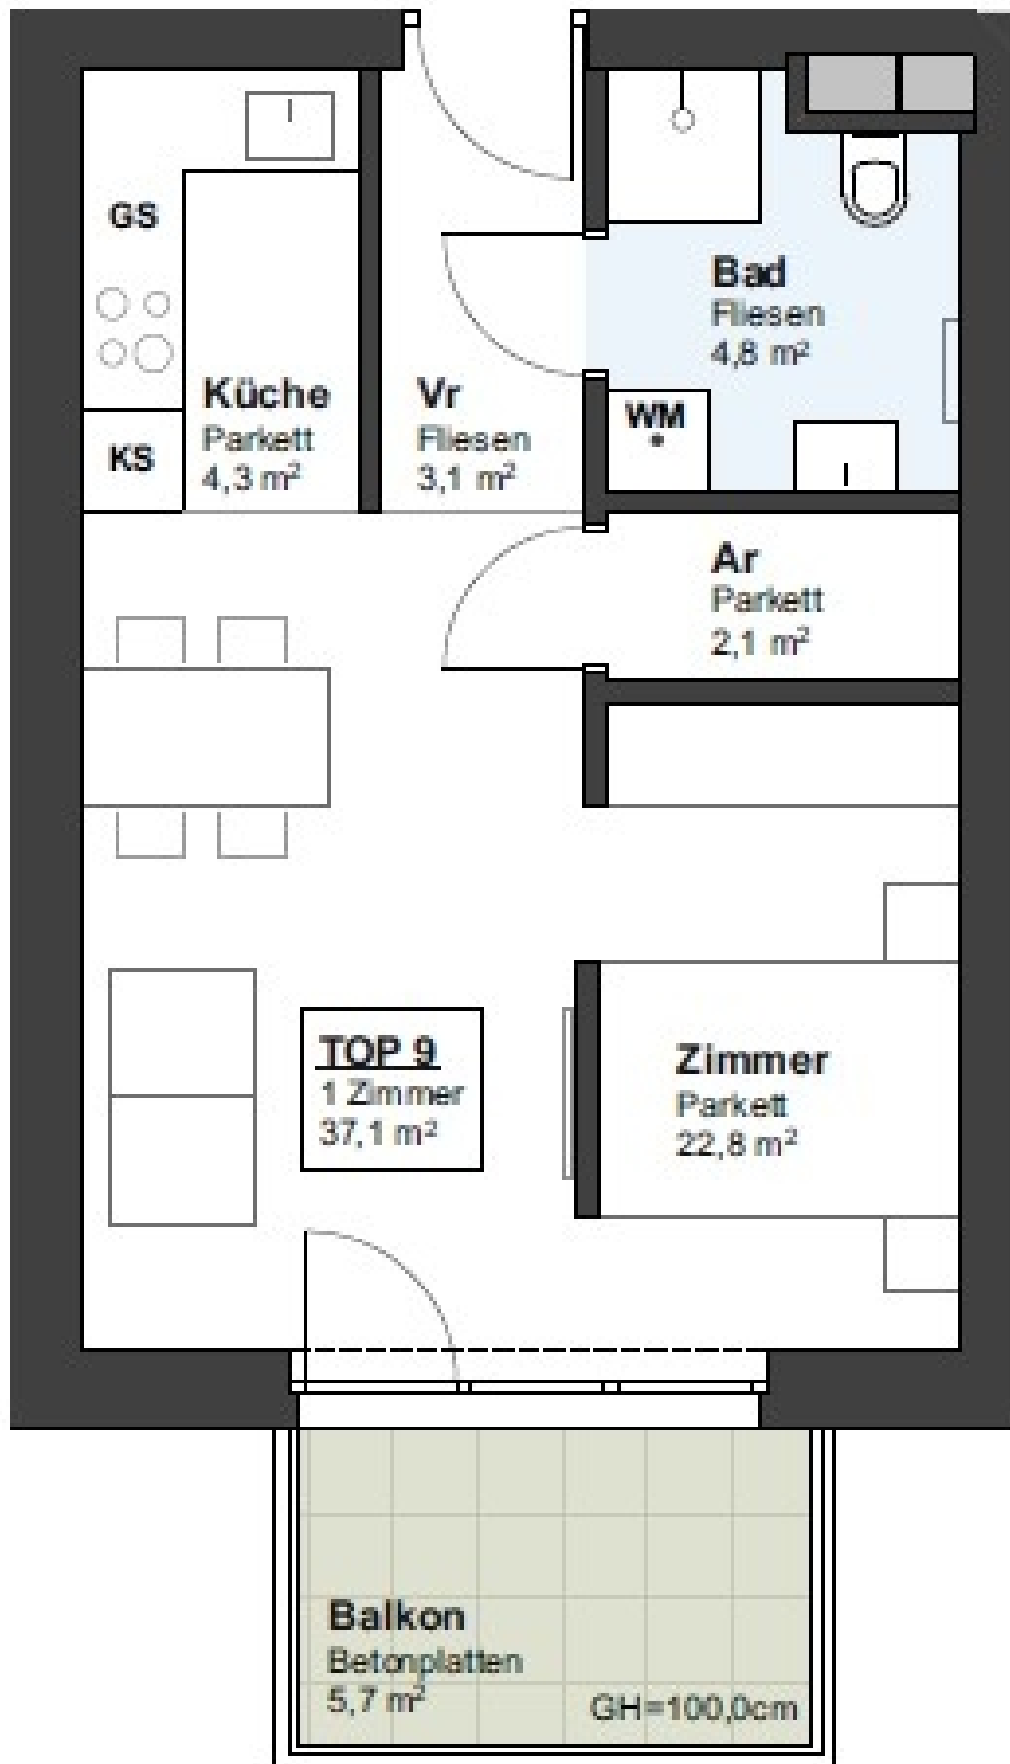 GS
KS
Küche
Parkett
4,3 m²
Vr
Fliesen
3,1 m²
Bad
Fliesen
4,8 m²
WM
Ar
Parkett
2,1 m²
TOP 9
1 Zimmer
37,1 m²
Zimmer
Parkett
22,8 m²
Balkon
Betonplatten
5,7 m²
GH=100,0cm